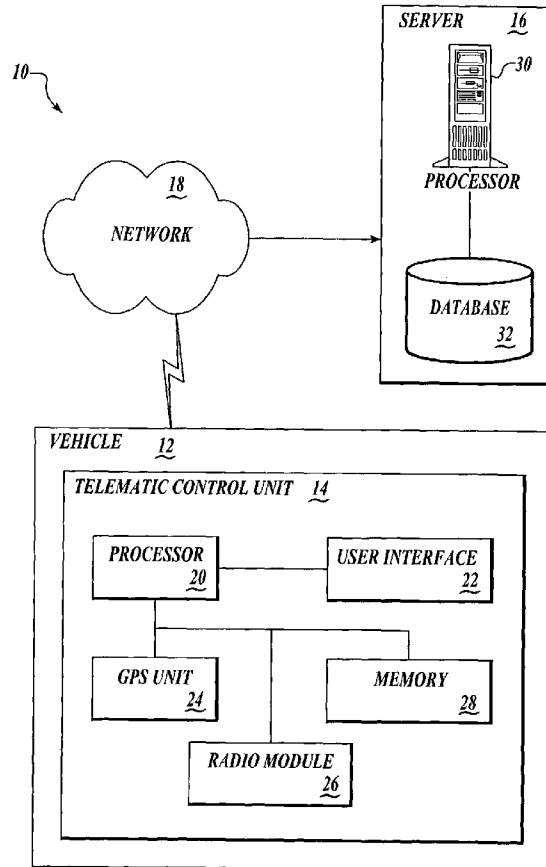 SERVER 16
10
30
PROCESSOR
18
NETWORK
DATABASE
32
VEHICLE 12
TELEMATIC CONTROL UNIT 14
PROCESSOR
20
USER INTERFACE
22
GPS UNIT
24
MEMORY
28
RADIO MODULE
26